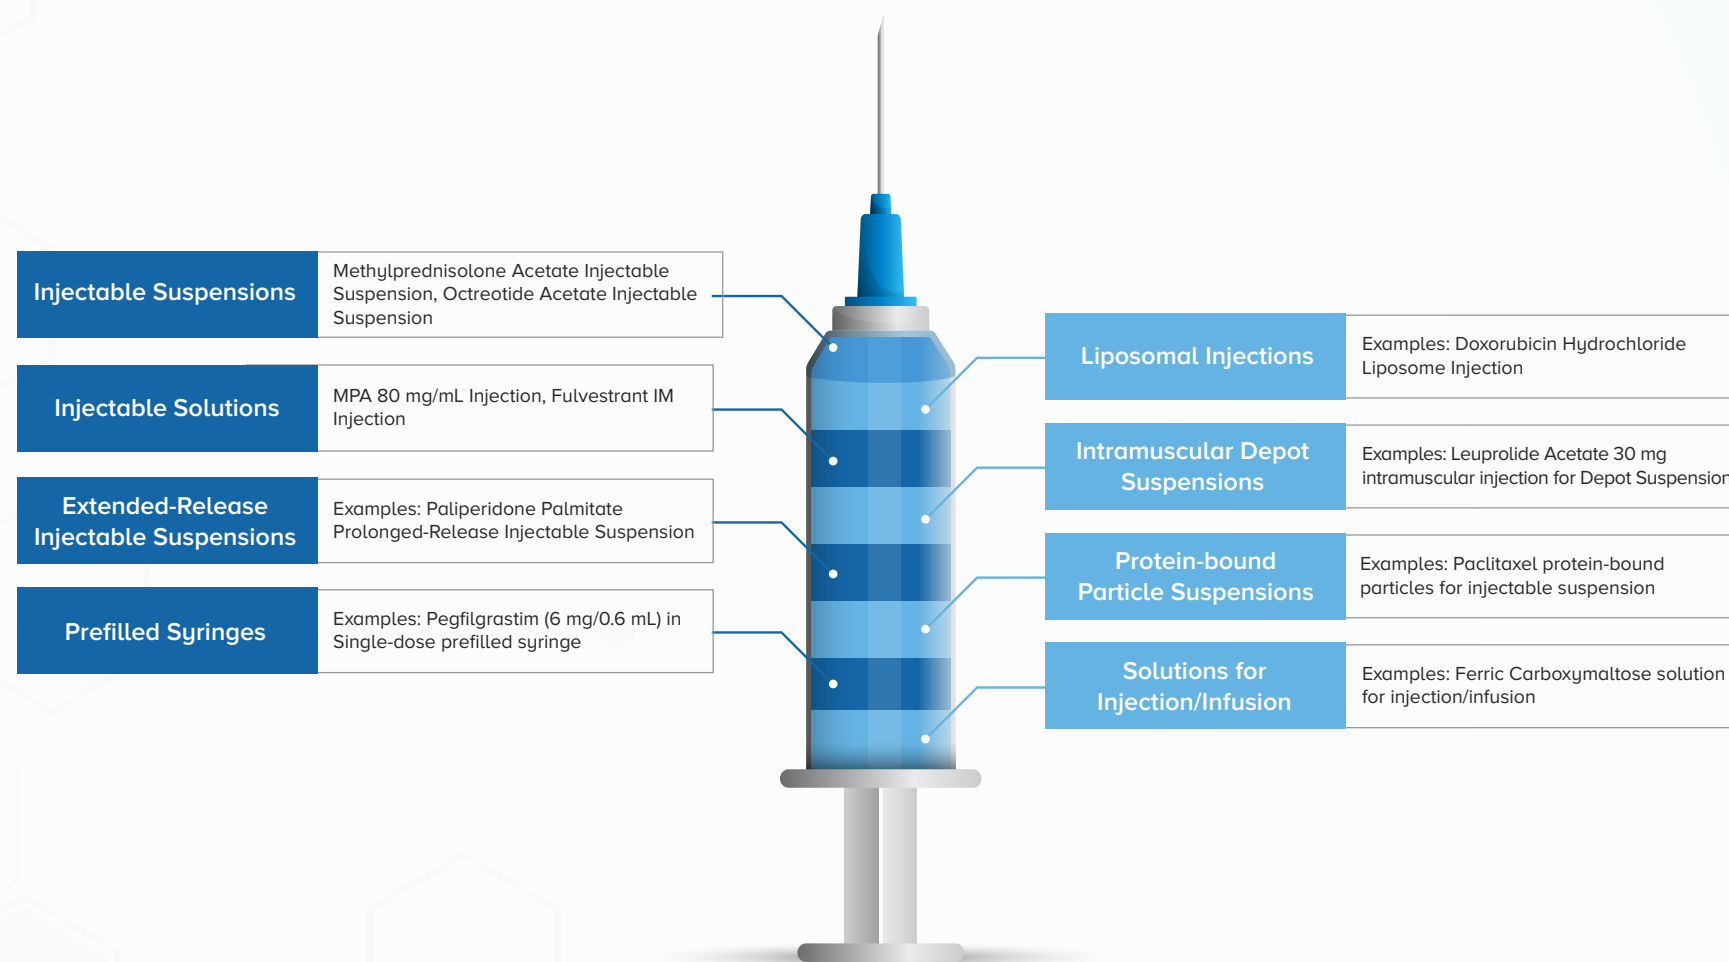 Injectable Suspensions
Methylprednisolone Acetate Injectable
Suspension, Octreotide Acetate Injectable
Suspension
Injectable Solutions
MPA 80 mg/mL Injection, Fulvestrant IM
Injection
Extended-Release
Injectable Suspensions
Examples: Paliperidone Palmitate
Prolonged-Release Injectable Suspension
Prefilled Syringes
Examples: Pegfilgrastim (6 mg/0.6 mL) in
Single-dose prefilled syringe
Liposomal Injections
Examples: Doxorubicin Hydrochloride
Liposome Injection
Intramuscular Depot
Suspensions
Examples: Leuprolide Acetate 30 mg
intramuscular injection for Depot Suspension
Protein-bound
Particle Suspensions
Examples: Paclitaxel protein-bound
particles for injectable suspension
Solutions for
Injection/Infusion
Examples: Ferric Carboxymaltose solution
for injection/infusion